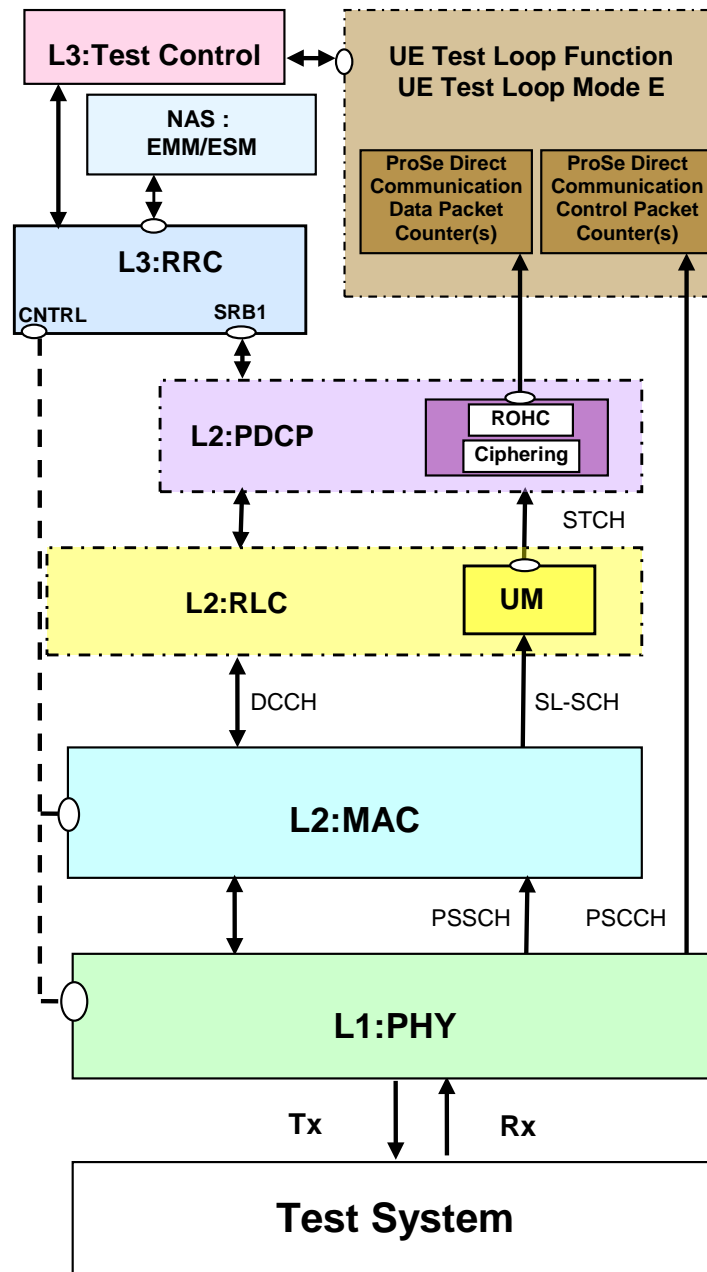 L3:Test Control
UE Test Loop Function
UE Test Loop Mode E
NAS :
EMM/ESM
ProSe Direct
Communication
Data Packet
Counter(s)
ProSe Direct
Communication
Control Packet
Counter(s)
L3:RRC
CNTRL
SRB1
L2:PDCP
ROHC
Ciphering
STCH
L2:RLC
UM
DCCH
SL-SCH
L2:MAC
PSSCH
PSCCH
L1:PHY
Tx
Rx
Test System